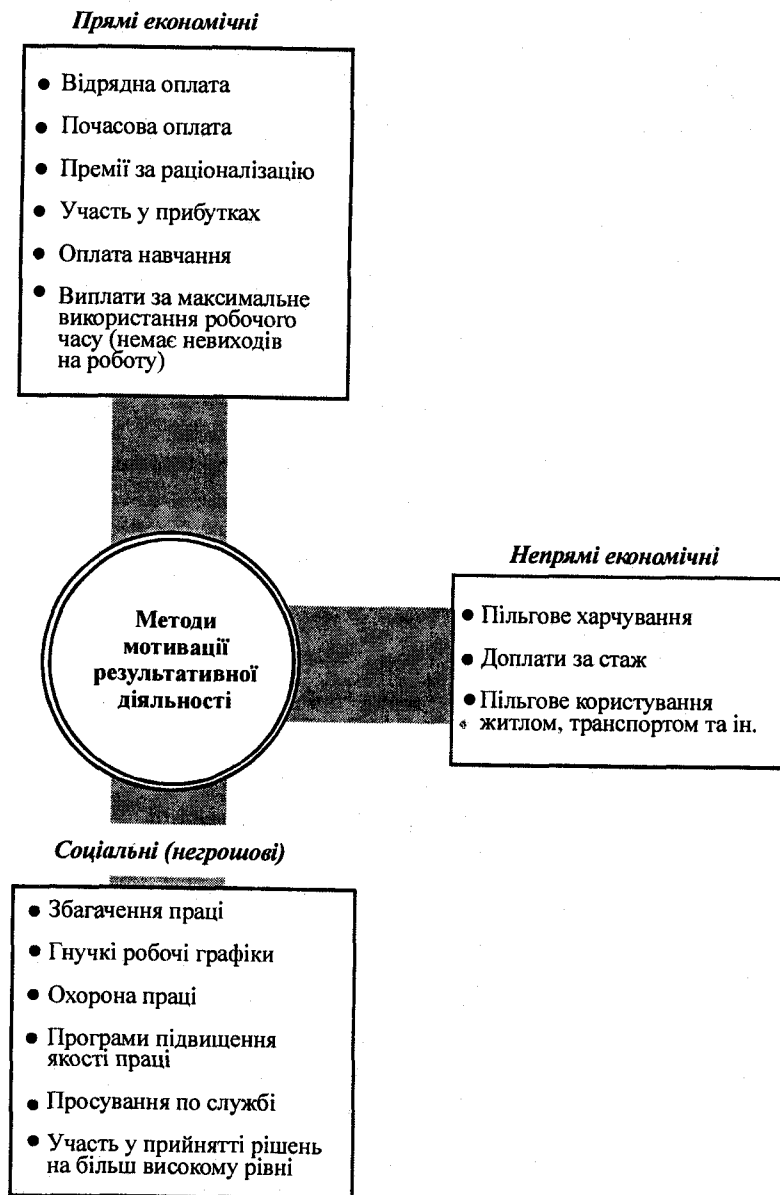 Прямі економічні
● Відрядна оплата
● Почасова оплата
● Премії за раціоналізацію
● Участь у прибутках
● Оплата навчання
● Виплати за максимальне
використання робочого
часу (немає невиходів
на роботу)
Методи
мотивації
результативної
діяльності
Непрямі економічні
● Пільгове харчування
● Доплати за стаж
● Пільгове користування
житлом, транспортом та ін.
Соціальні (негрошові)
● Збагачення праці
● Гнучкі робочі графіки
● Охорона праці
● Програми підвищення
якості праці
● Просування по службі
● Участь у прийнятті рішень
на більш високому рівні